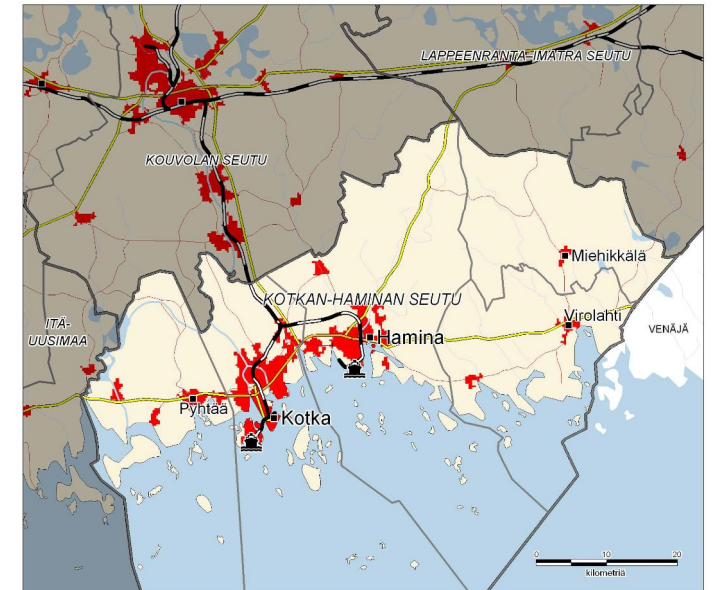 LAPPEENRANTA-IMATRA SEUTU
KOUVOLAN SEUTU
Miehikkälä
KOTKAN-HAMINAN SEUTU
Virolahti
ITÄ-
UUSIMAA
VENÄJÄ
Hamina
Pyhtää
Kotka
0 10 20
kilometriä